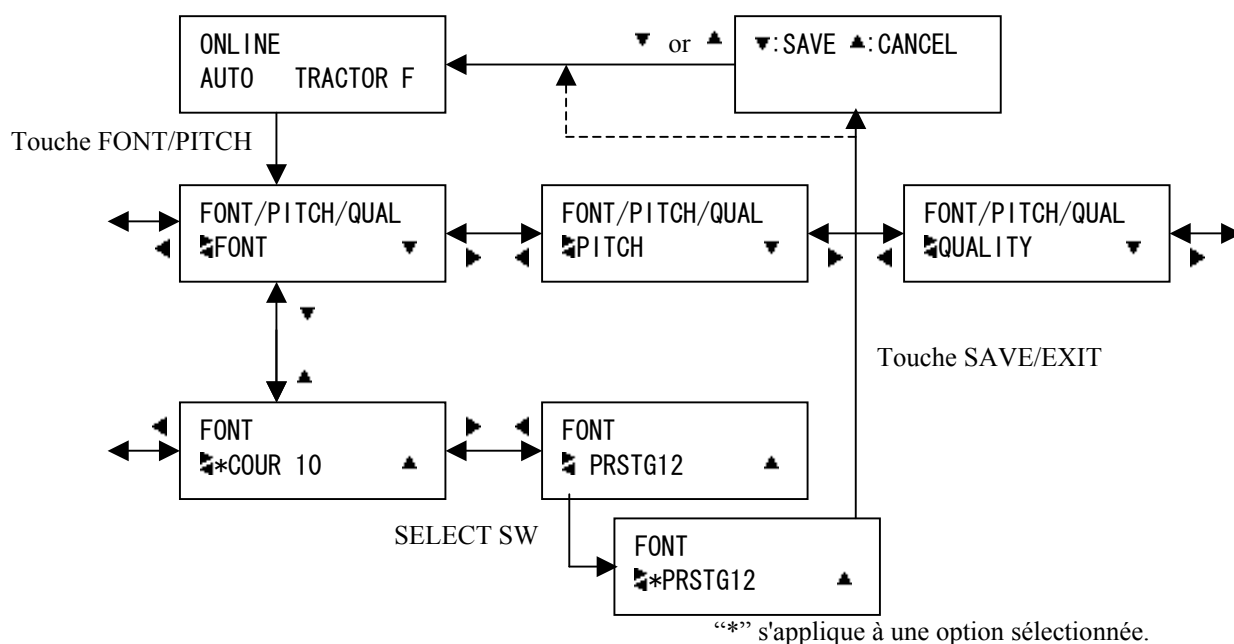 ONLINE
AUTO TRACTOR F
▼ or ▲
▼:SAVE ▲:CANCEL
Touche FONT/PITCH
FONT/PITCH/QUAL
FONT ▼
FONT/PITCH/QUAL
PITCH ▼
FONT/PITCH/QUAL
QUALITY ▼
Touche SAVE/EXIT
FONT
*COUR 10 ▲
FONT
PRSTG12 ▲
SELECT SW
FONT
*PRSTG12 ▲
“*” s'applique à une option sélectionnée.